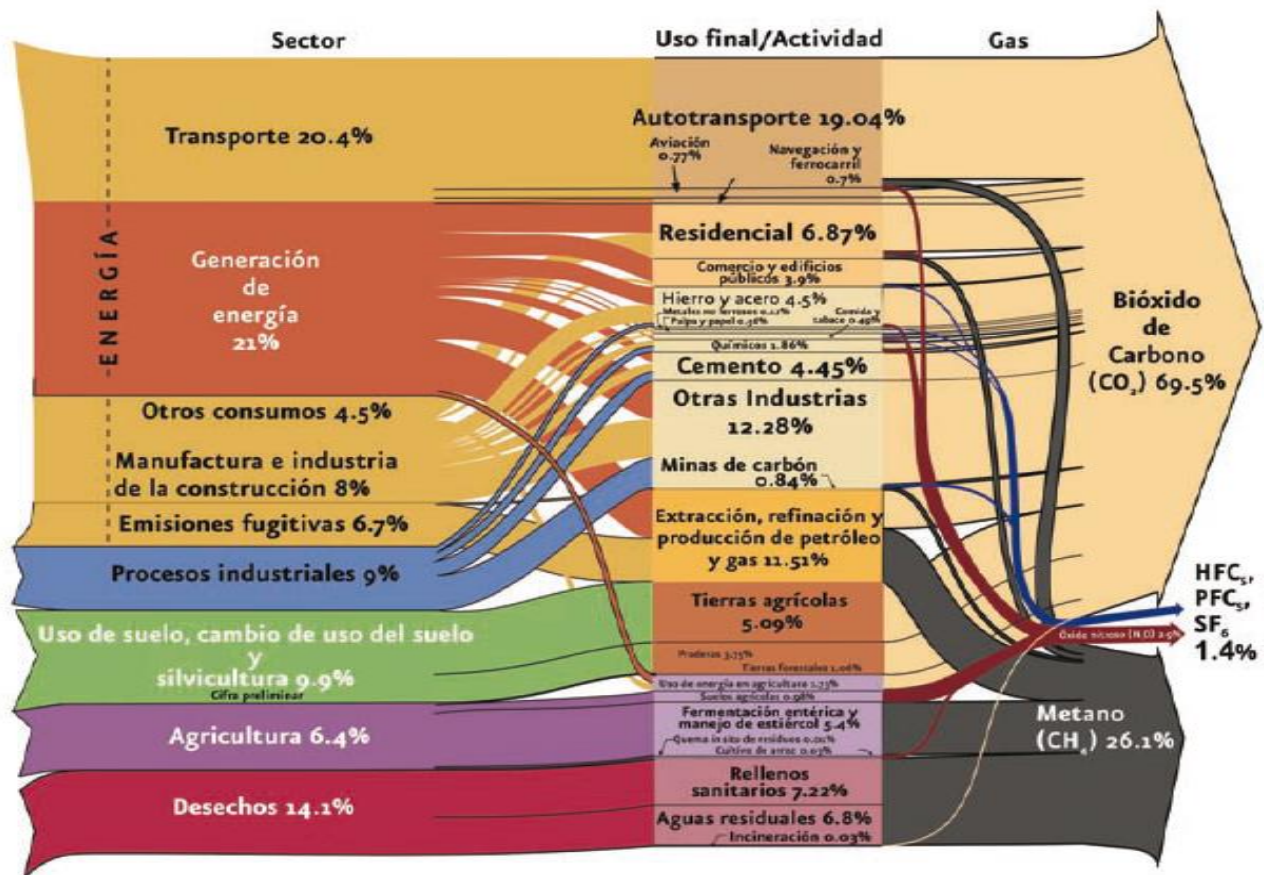 Sector
Uso final/Actividad
Gas
ENERGÍA
Transporte 20.4%
Generación
de
energía
21%
Otros consumos 4.5%
Manufactura e industria
de la construcción 8%
Emisiones fugitivas 6.7%
Procesos industriales 9%
Uso de suelo, cambio de uso del suelo
y
silvicultura 9.9%
Cifra preliminar
Agricultura 6.4%
Desechos 14.1%
Autotransporte 19.04%
Aviación
0.77%
Navegación y
ferrocarril
0.7%
Residencial 6.87%
Comercio y edificios
públicos 3.9%
Hierro y acero 4.5%
Metales no ferrosos
Pulpa y papel
Comida y
tabaco
Químicos 1.86%
Cemento 4.45%
Otras Industrias
12.28%
Minas de carbón
0.84%
Extracción, refinación y
producción de petróleo
y gas 11.51%
Tierras agrícolas
5.09%
Praderas 3.75%
Tierras forestales
Uso de energía en agricultura
Suelos agrícolas 0.98%
Fermentación entérica y
manejo de estiércol 5.4%
Quema in situ de residuos
Cultivo de arroz 0.03%
Rellenos
sanitarios 7.22%
Aguas residuales 6.8%
Incineración 0.03%
Bióxido
de
Carbono
(CO₂) 69.5%
HFCs,
PFCs,
SF₆
1.4%
Óxido nitroso (N₂O)
Metano
(CH₄) 26.1%